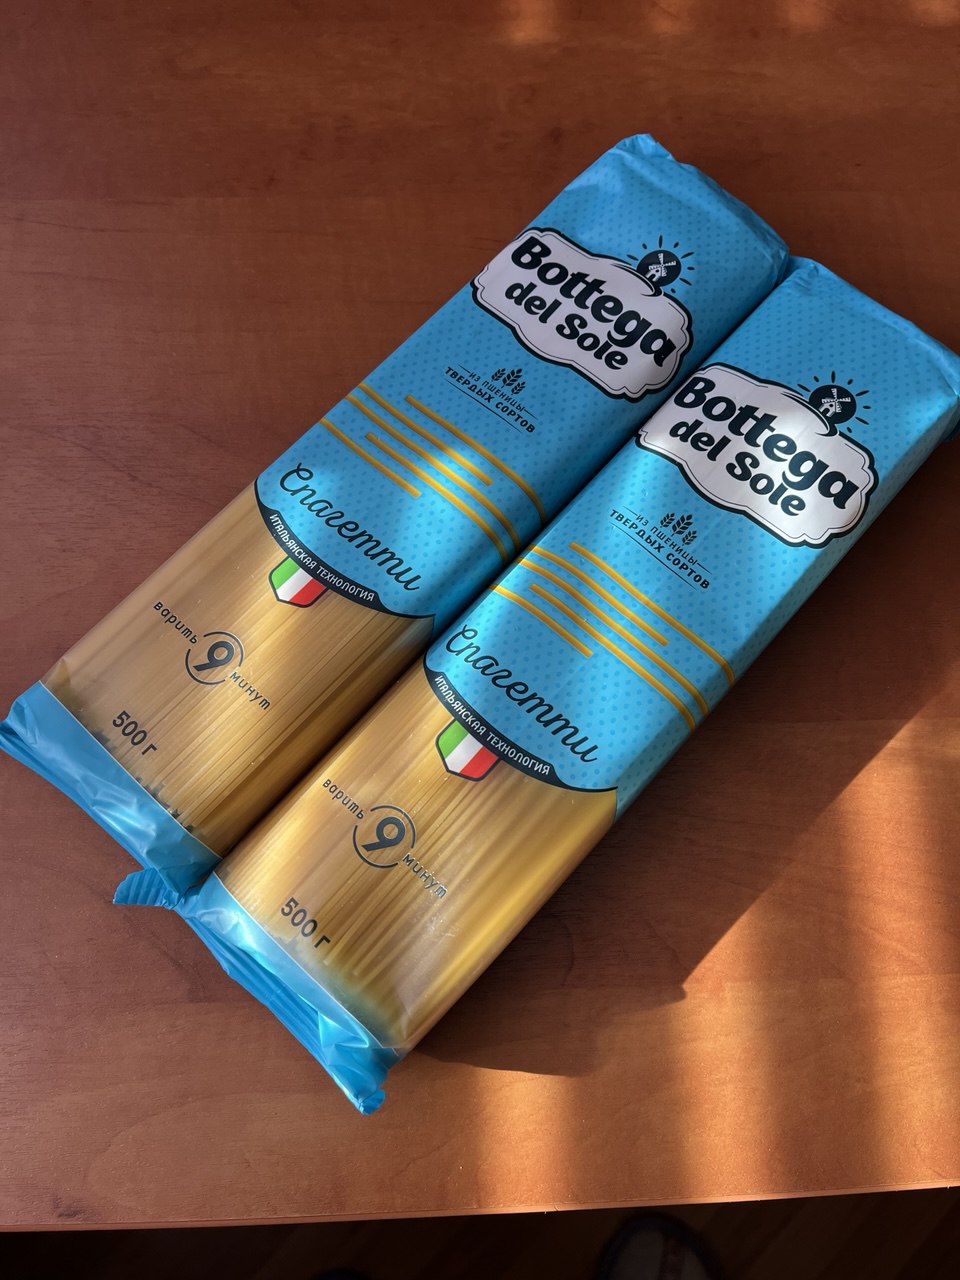 Bottega
del Sole
ИЗ ПШЕНИЦЫ
ТВЕРДЫХ СОРТОВ
Спагетти
ИТАЛЬЯНСКАЯ ТЕХНОЛОГИЯ
варить
9
минут
500 г
Bottega
del Sole
ИЗ ПШЕНИЦЫ
ТВЕРДЫХ СОРТОВ
Спагетти
ИТАЛЬЯНСКАЯ ТЕХНОЛОГИЯ
варить
9
минут
500 г